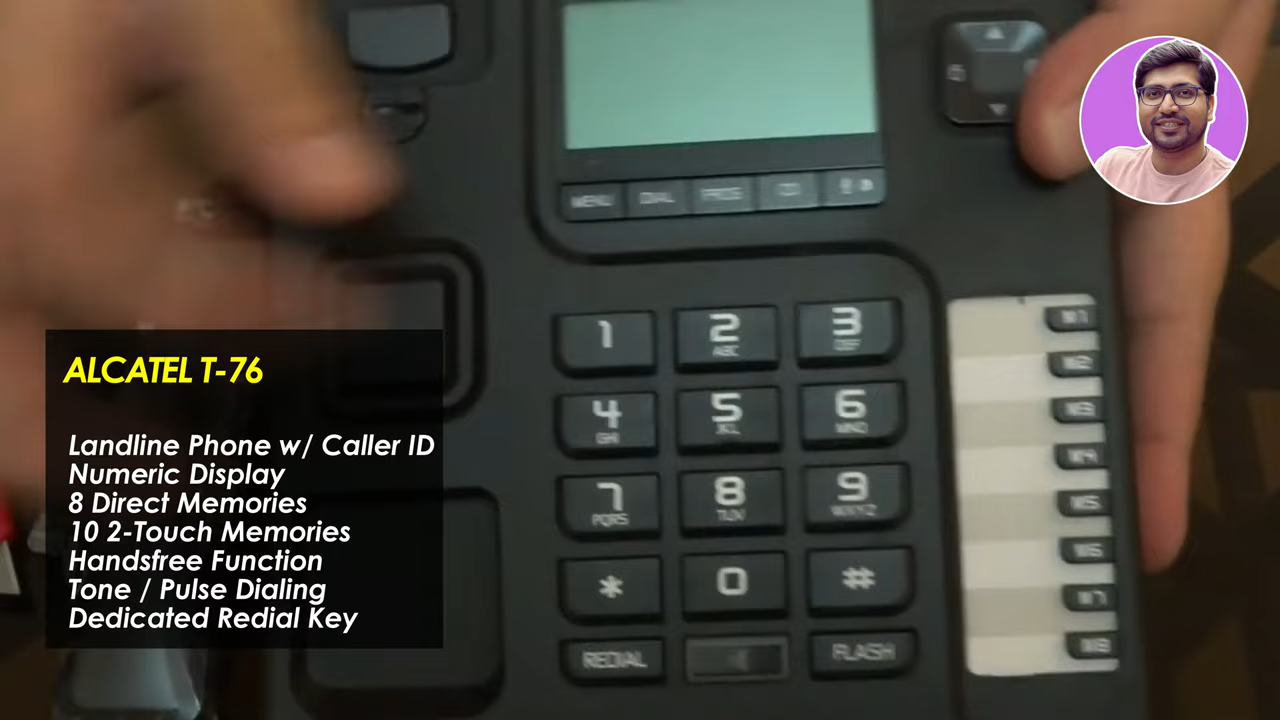 MENU DIAL PROG
1 2 3
ABC DEF
4 5 6
GHI JKL MNO
7 8 9
PQRS TUV WXYZ
* 0 #
REDIAL FLASH
M1
M2
M3
M4
M5
M6
M7
M8
ALCATEL T-76
Landline Phone w/ Caller ID
Numeric Display
8 Direct Memories
10 2-Touch Memories
Handsfree Function
Tone / Pulse Dialing
Dedicated Redial Key